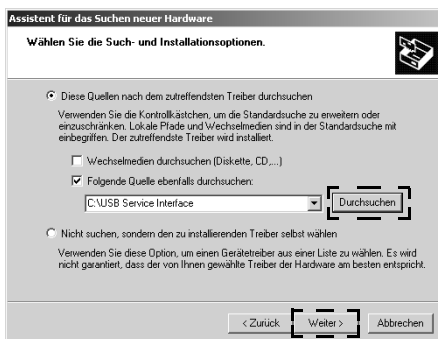 Assistent für das Suchen neuer Hardware
Wählen Sie die Such- und Installationsoptionen.
Diese Quellen nach dem zutreffendsten Treiber durchsuchen
Verwenden Sie die Kontrollkästchen, um die Standardsuche zu erweitern oder
einzuschränken. Lokale Pfade und Wechselmedien sind in der Standardsuche mit
einbegriffen. Der zutreffendste Treiber wird installiert.
Wechselmedien durchsuchen (Diskette, CD,...)
Folgende Quelle ebenfalls durchsuchen:
C:\USB Service Interface
Durchsuchen
Nicht suchen, sondern den zu installierenden Treiber selbst wählen
Verwenden Sie diese Option, um einen Gerätetreiber aus einer Liste zu wählen. Es wird
nicht garantiert, dass der von Ihnen gewählte Treiber der Hardware am besten entspricht.
< Zurück Weiter > Abbrechen